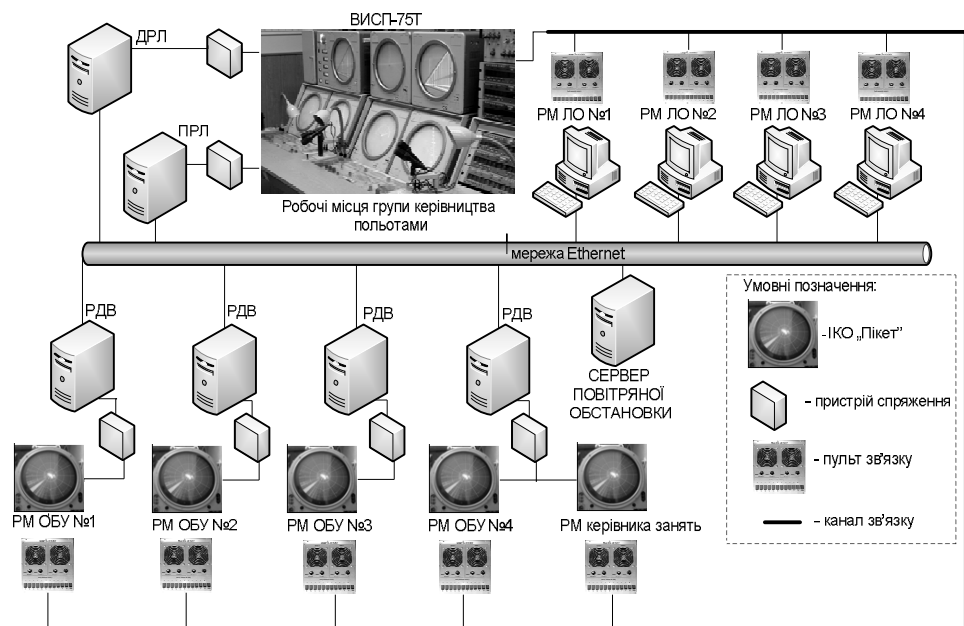 ВИСП-75Т
ДРЛ
ПРЛ
РМ ЛО №1
РМ ЛО №2
РМ ЛО №3
РМ ЛО №4
Робочі місця групи керівництва
польотами
мережа Ethernet
РДВ
РДВ
РДВ
РДВ
СЕРВЕР
ПОВІТРЯНОЇ
ОБСТАНОВКИ
Умовні позначення:
-ІКО „Пікет”
- пристрій спряження
- пульт зв'язку
- канал зв'язку
РМ ОБУ №1
РМ ОБУ №2
РМ ОБУ №3
РМ ОБУ №4
РМ керівника занять